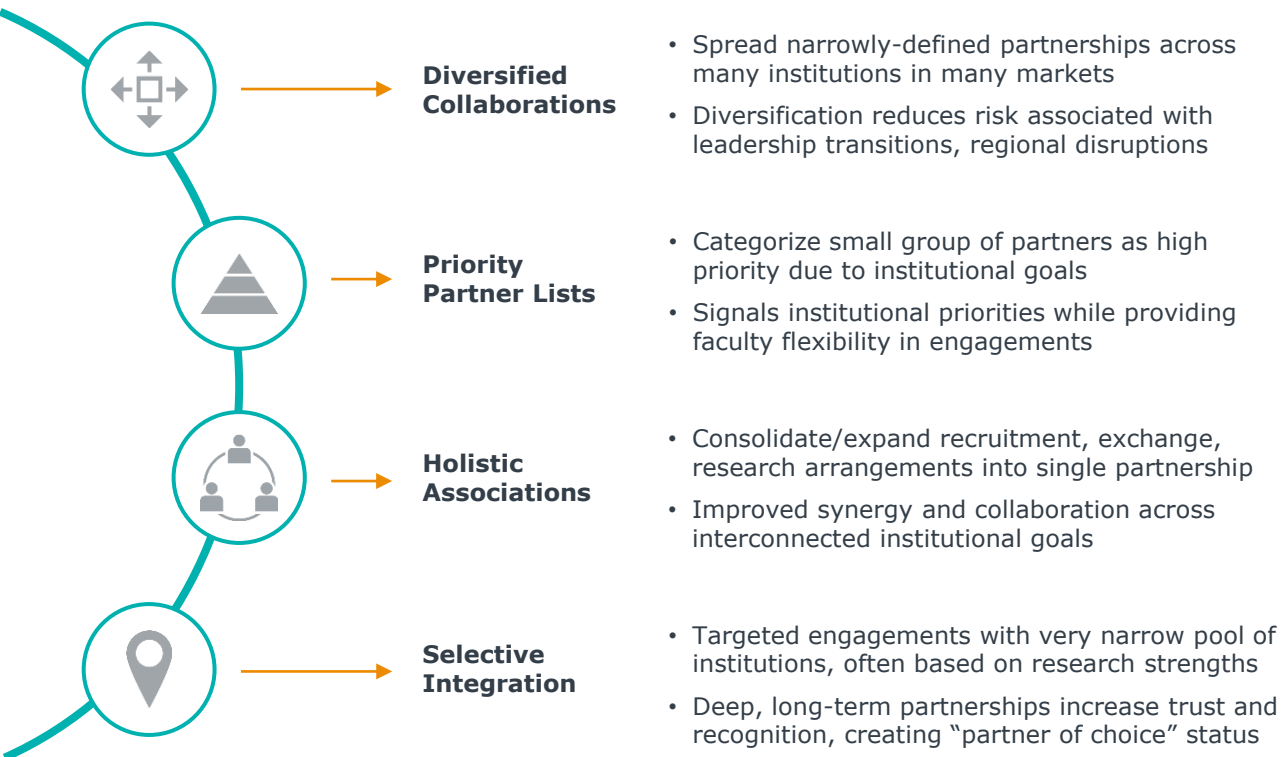 Diversified
Collaborations
• Spread narrowly-defined partnerships across
many institutions in many markets
• Diversification reduces risk associated with
leadership transitions, regional disruptions
Priority
Partner Lists
• Categorize small group of partners as high
priority due to institutional goals
• Signals institutional priorities while providing
faculty flexibility in engagements
Holistic
Associations
• Consolidate/expand recruitment, exchange,
research arrangements into single partnership
• Improved synergy and collaboration across
interconnected institutional goals
Selective
Integration
• Targeted engagements with very narrow pool of
institutions, often based on research strengths
• Deep, long-term partnerships increase trust and
recognition, creating “partner of choice” status